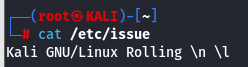 ┌──(root㉿KALI)-[~]
└─# cat /etc/issue
Kali GNU/Linux Rolling \n \l